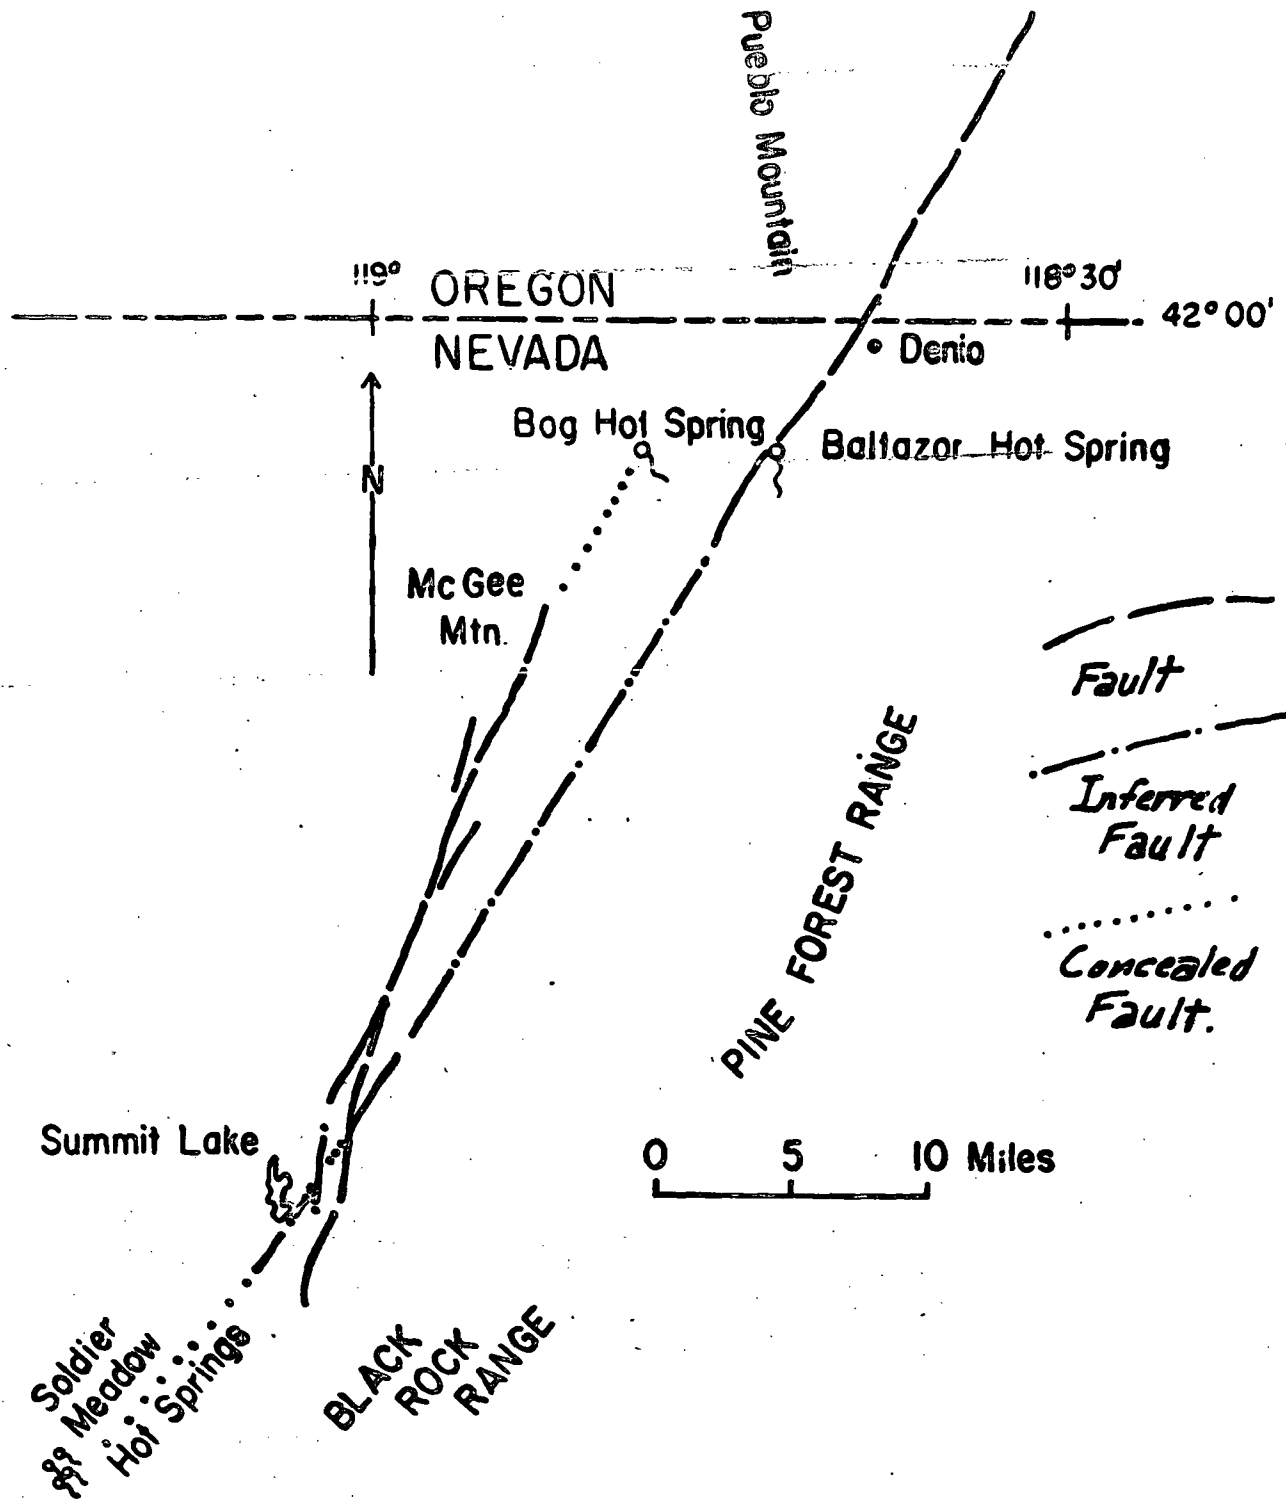 Pueblo Mountain
119°
OREGON
118°30'
42°00'
NEVADA
Denio
Bog Hot Spring
Baltazor Hot Spring
N
McGee
Mtn.
Fault
Inferred
Fault
PINE FOREST RANGE
Concealed
Fault.
Summit Lake
0 5 10 Miles
Soldier
Meadow
Hot Springs
BLACK
ROCK
RANGE